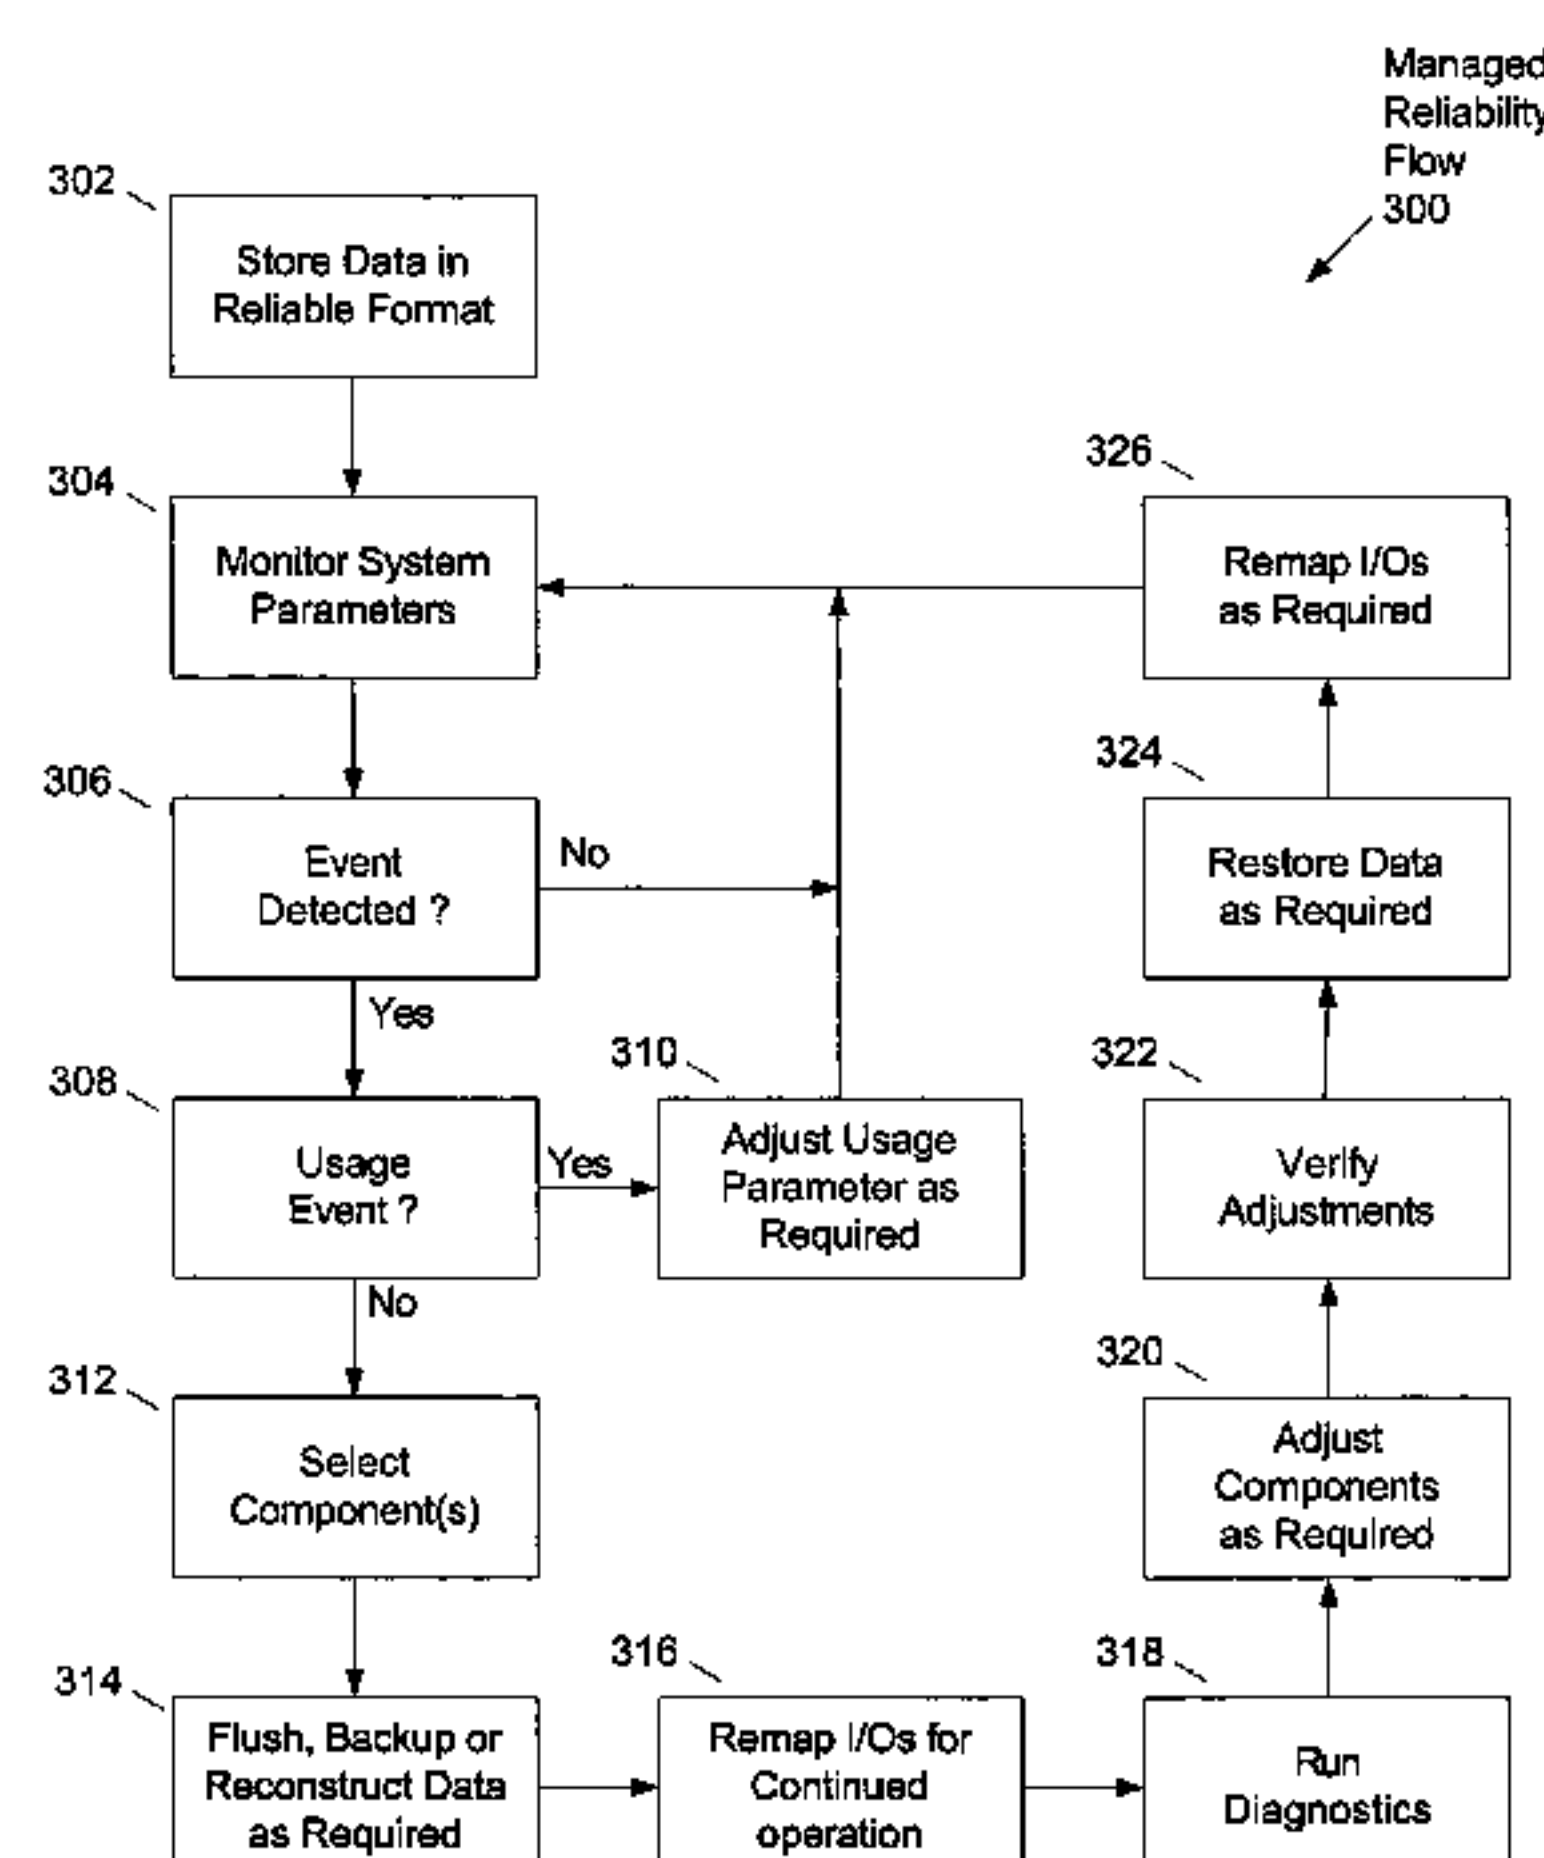 Managed
Reliability
Flow
300
302
Store Data in
Reliable Format
304
Monitor System
Parameters
326
Remap I/Os
as Required
306
Event
Detected ?
No
Yes
324
Restore Data
as Required
308
Usage
Event ?
Yes
No
310
Adjust Usage
Parameter as
Required
322
Verify
Adjustments
312
Select
Component(s)
320
Adjust
Components
as Required
314
Flush, Backup or
Reconstruct Data
as Required
316
Remap I/Os for
Continued
operation
318
Run
Diagnostics